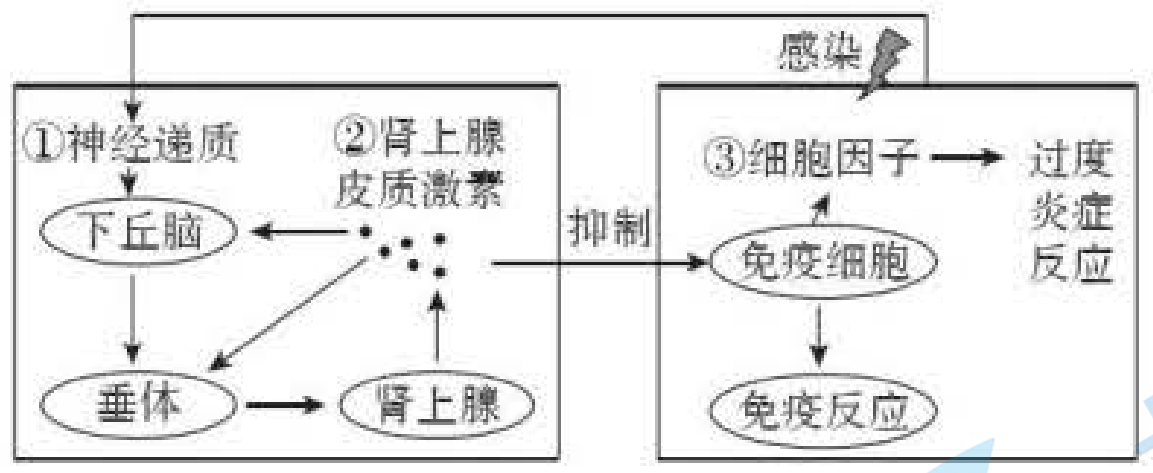 感染
①神经递质
②肾上腺
皮质激素
③细胞因子
过度
炎症
反应
下丘脑
抑制
免疫细胞
垂体
肾上腺
免疫反应